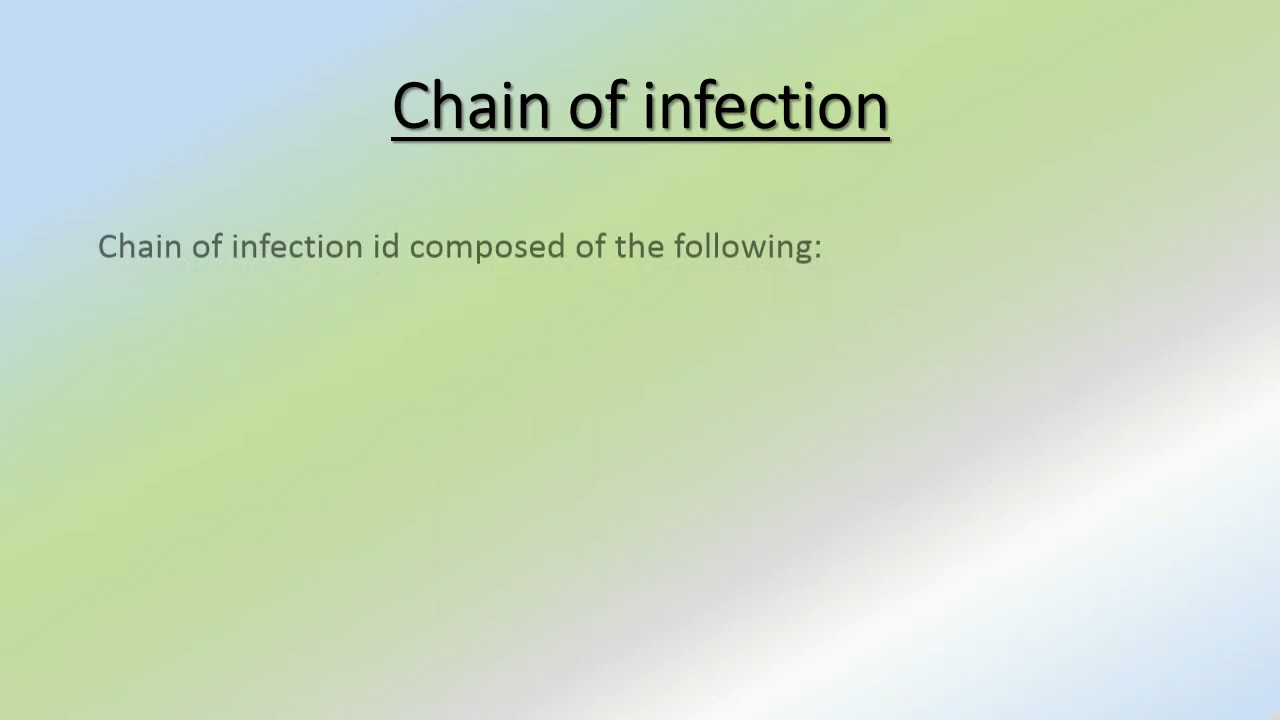 Chain of infection
Chain of infection id composed of the following: